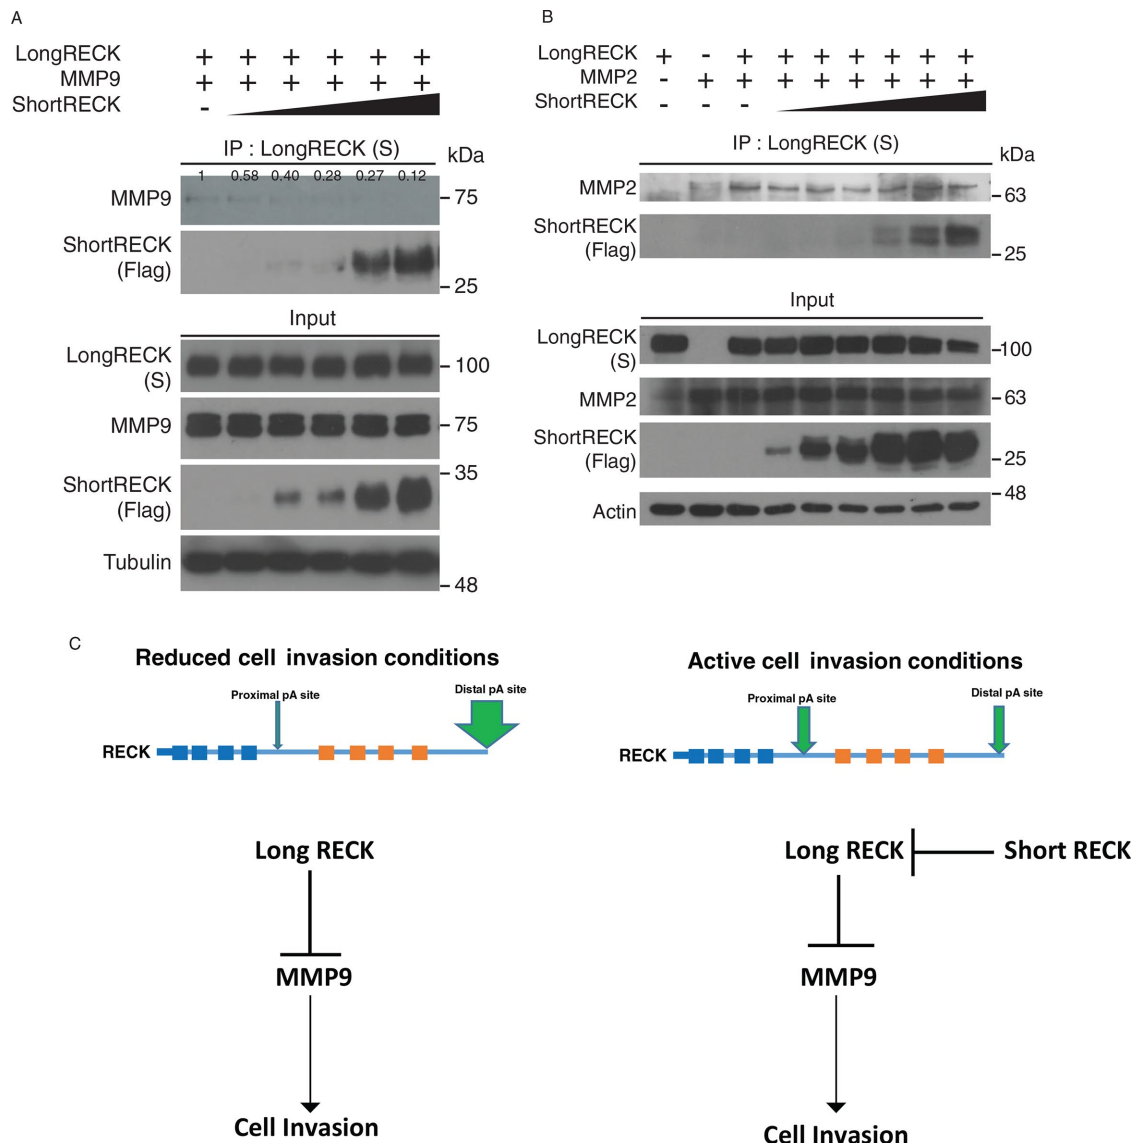 A
LongRECK + + + + + +
MMP9 + + + + + +
ShortRECK -
IP : LongRECK (S)
kDa
1 0.58 0.40 0.28 0.27 0.12
MMP9
75
ShortRECK
(Flag)
25
Input
LongRECK
(S)
100
MMP9
75
35
ShortRECK
(Flag)
Tubulin
48
B
LongRECK + - + + + + + + +
MMP2 - + + + + + + + +
ShortRECK - - -
IP : LongRECK (S)
kDa
MMP2
63
ShortRECK
(Flag)
25
Input
LongRECK
(S)
100
MMP2
63
ShortRECK
(Flag)
25
48
Actin
C
Reduced cell invasion conditions
Proximal pA site
Distal pA site
RECK
Long RECK
MMP9
Cell Invasion
Active cell invasion conditions
Proximal pA site
Distal pA site
RECK
Long RECK
Short RECK
MMP9
Cell Invasion